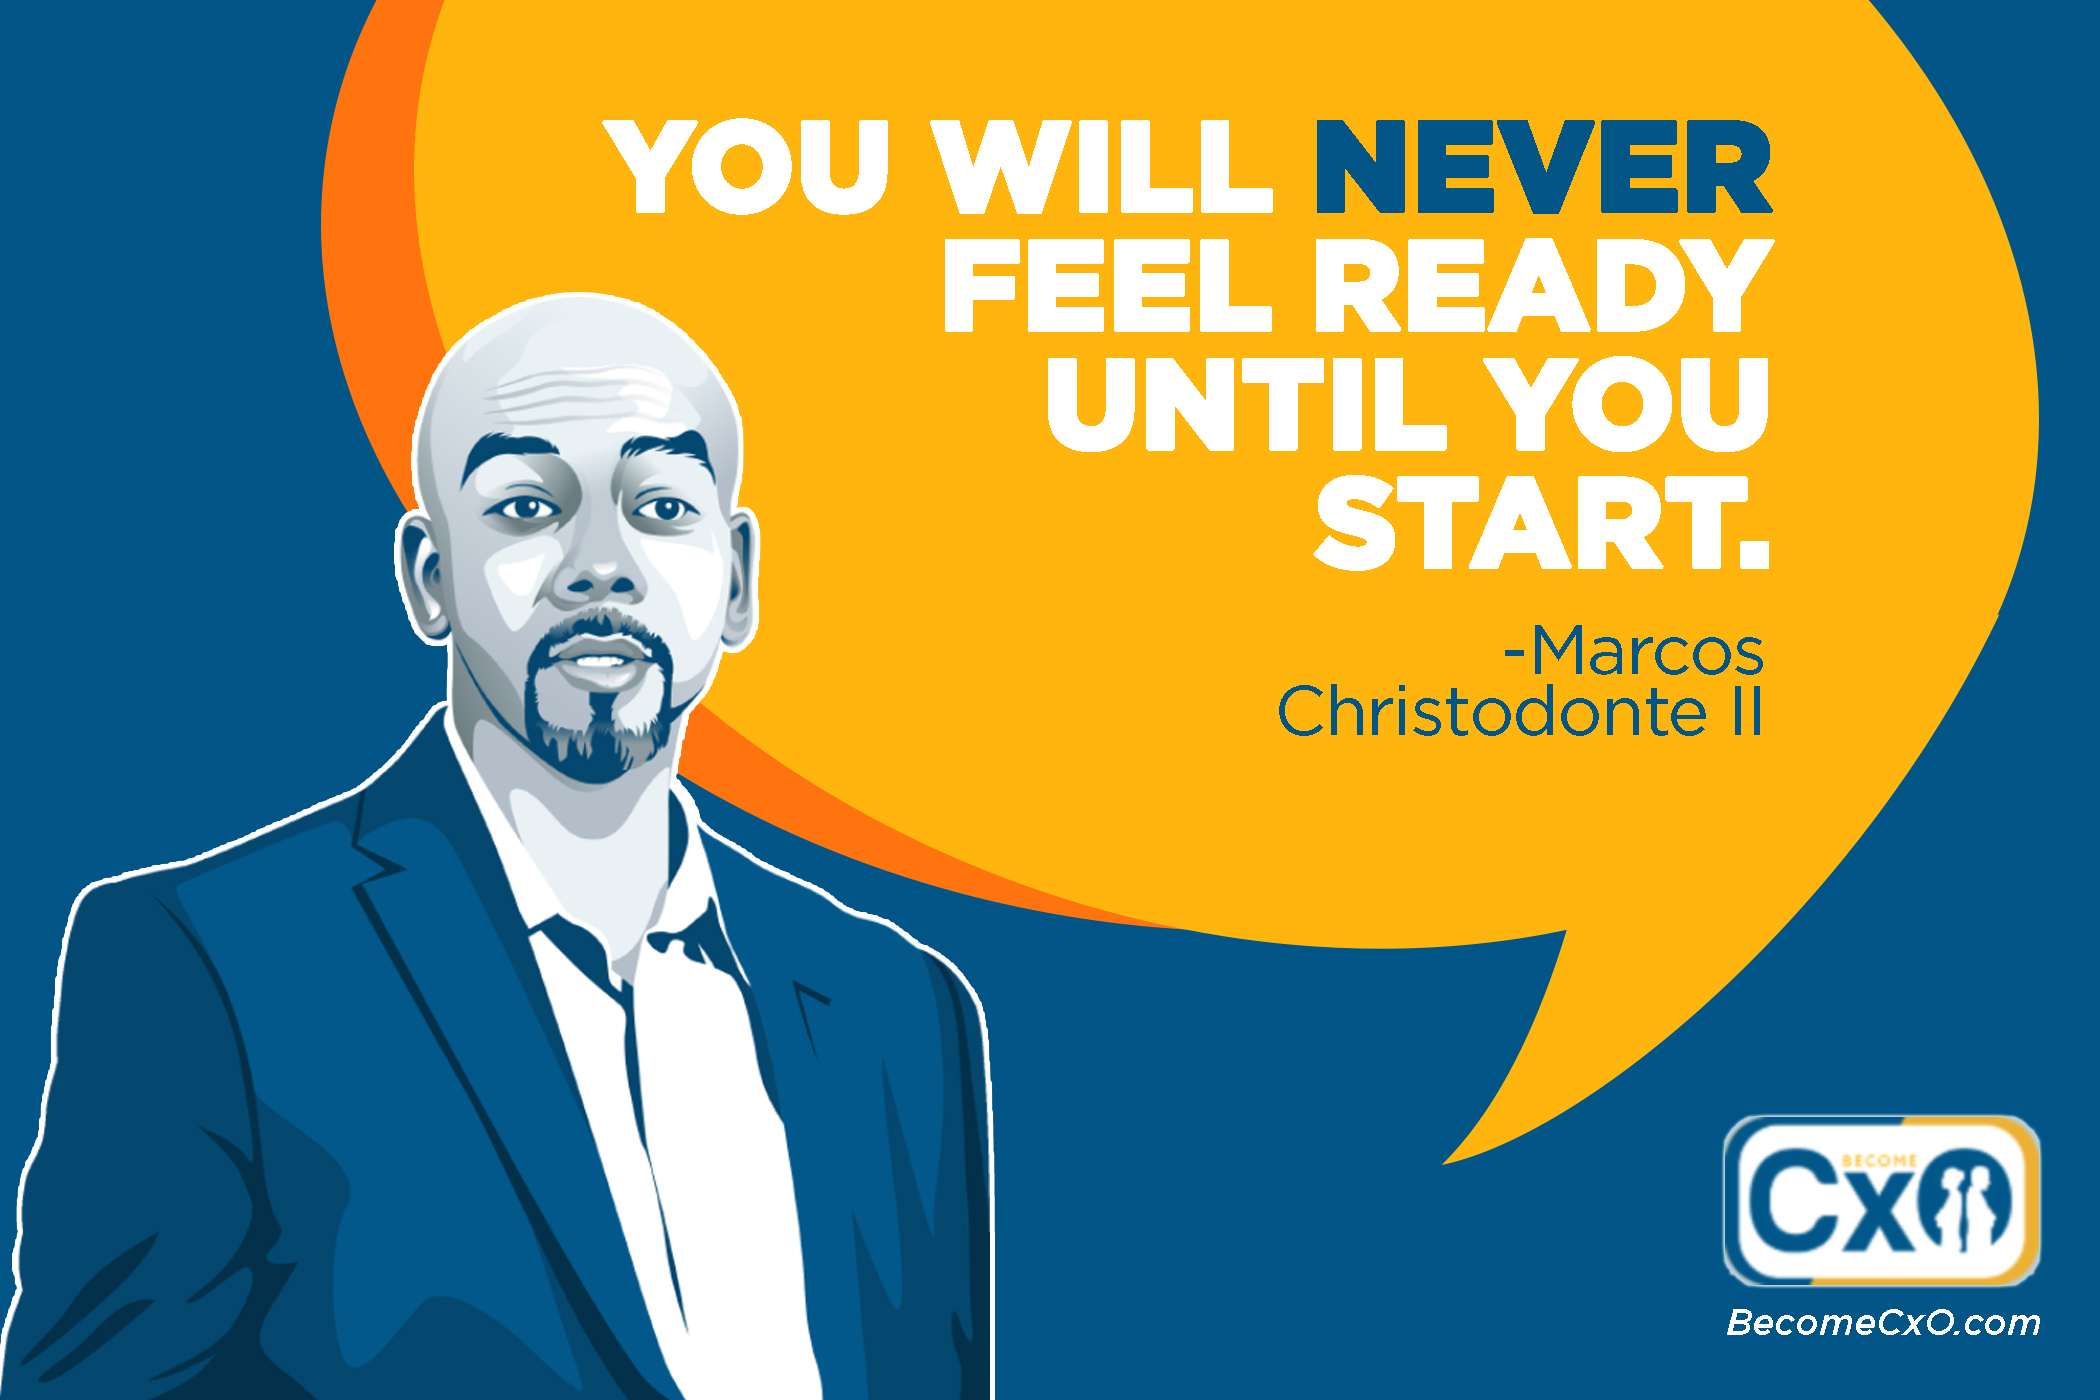 YOU WILL NEVER
FEEL READY
UNTIL YOU
START.
-Marcos
Christodonte II
BECOME
CxO
BecomeCxO.com